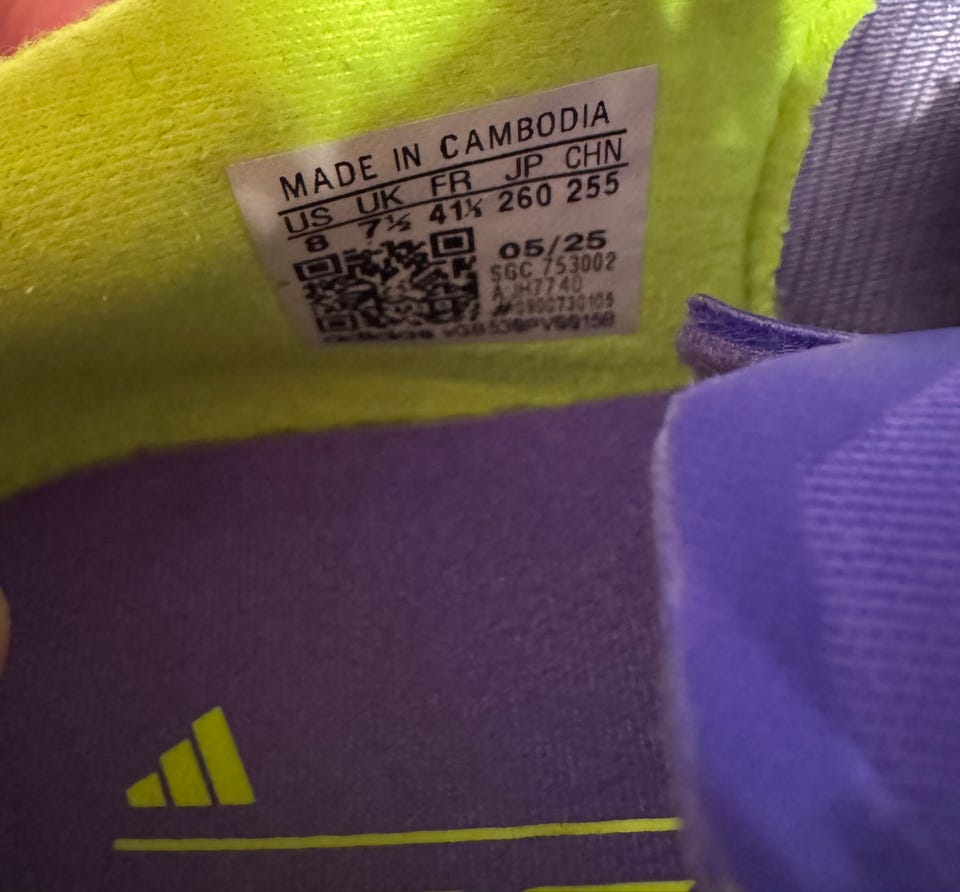 MADE IN CAMBODIA
US UK FR JP CHN
8 7½ 41⅓ 260 255
05/25
SGC 753002
JH7740